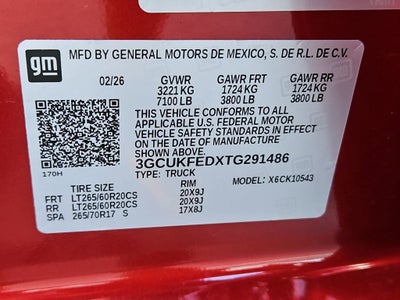 gm
MFD BY GENERAL MOTORS DE MEXICO, S. DE R.L. DE C.V.
02/26 GVWR GAWR FRT GAWR RR
3221 KG 1724 KG 1724 KG
7100 LB 3800 LB 3800 LB
THIS VEHICLE CONFORMS TO ALL
APPLICABLE U.S. FEDERAL MOTOR
VEHICLE SAFETY AND THEFT PREVENTION
STANDARDS IN EFFECT ON THE DATE OF
MANUFACTURE SHOWN ABOVE.
3GCUKFEDXTG291486
170H TYPE: TRUCK
MODEL: X6CK10543
TIRE SIZE RIM
FRT LT265/60R20CS 20X9J
RR LT265/60R20CS 20X9J
SPA 265/70R17 S 17X8J